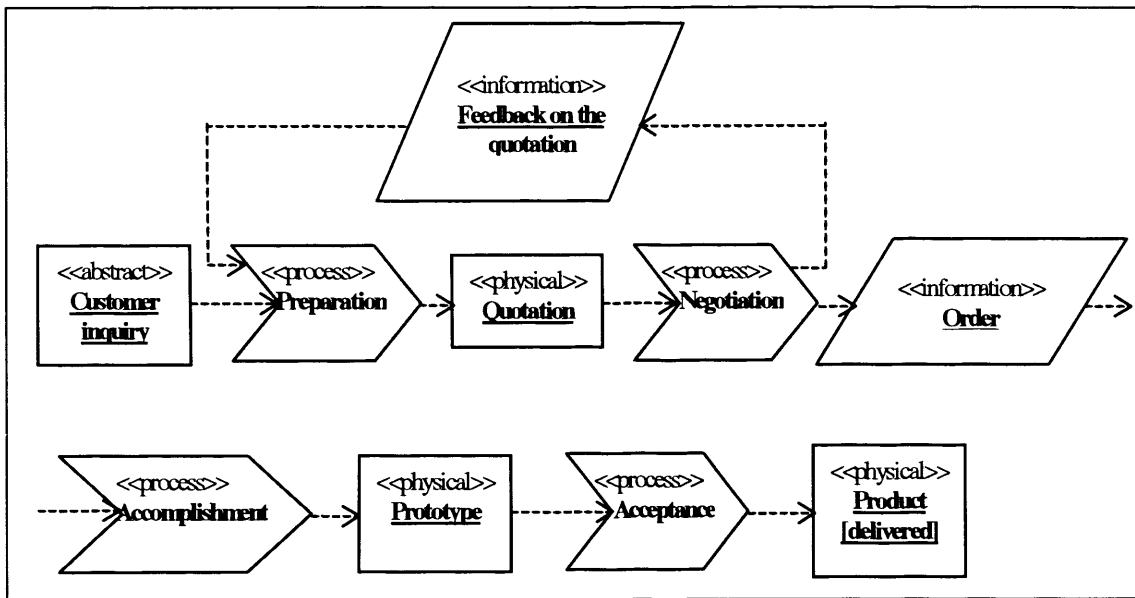 <<information>>
Feedback on the
quotation
<<abstract>>
Customer
inquiry
<<process>>
Preparation
<<physical>>
Quotation
<<process>>
Negotiation
<<information>>
Order
<<process>>
Accomplishment
<<physical>>
Prototype
<<process>>
Acceptance
<<physical>>
Product
[delivered]